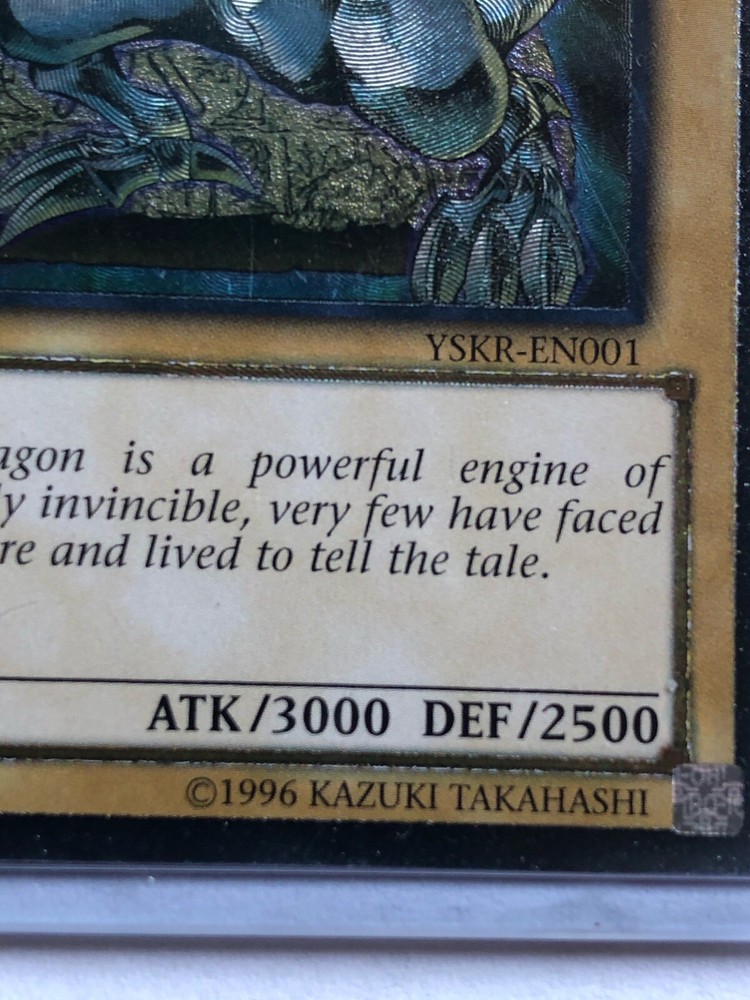 YSKR-EN001
agon is a powerful engine of
y invincible, very few have faced
re and lived to tell the tale.
ATK/3000 DEF/2500
©1996 KAZUKI TAKAHASHI